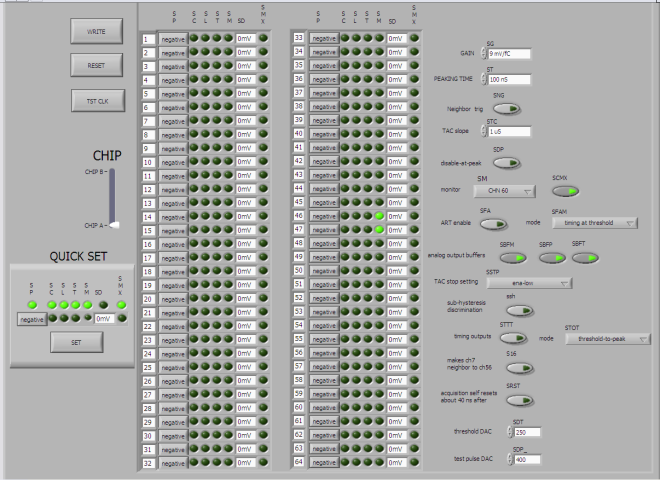 WRITE
RESET
TST CLK
CHIP
CHIP B
CHIP A
QUICK SET
S P S C S L S T S M SD S M X
negative 0mV
SET
S P S C S L S T S M SD S M X
1 negative 0mV
2 negative 0mV
3 negative 0mV
4 negative 0mV
5 negative 0mV
6 negative 0mV
7 negative 0mV
8 negative 0mV
9 negative 0mV
10 negative 0mV
11 negative 0mV
12 negative 0mV
13 negative 0mV
14 negative 0mV
15 negative 0mV
16 negative 0mV
17 negative 0mV
18 negative 0mV
19 negative 0mV
20 negative 0mV
21 negative 0mV
22 negative 0mV
23 negative 0mV
24 negative 0mV
25 negative 0mV
26 negative 0mV
27 negative 0mV
28 negative 0mV
29 negative 0mV
30 negative 0mV
31 negative 0mV
32 negative 0mV
S P S C S L S T S M SD S M X
33 negative 0mV
34 negative 0mV
35 negative 0mV
36 negative 0mV
37 negative 0mV
38 negative 0mV
39 negative 0mV
40 negative 0mV
41 negative 0mV
42 negative 0mV
43 negative 0mV
44 negative 0mV
45 negative 0mV
46 negative 0mV
47 negative 0mV
48 negative 0mV
49 negative 0mV
50 negative 0mV
51 negative 0mV
52 negative 0mV
53 negative 0mV
54 negative 0mV
55 negative 0mV
56 negative 0mV
57 negative 0mV
58 negative 0mV
59 negative 0mV
60 negative 0mV
61 negative 0mV
62 negative 0mV
63 negative 0mV
64 negative 0mV
SG
GAIN 9 mV/fC
ST
PEAKING TIME 100 nS
SNG
Neighbor trig
STC
TAC slope 1 uS
SDP
disable-at-peak
SM SCMX
monitor CHN 60
SFA SPAM
ART enable mode timing at threshold
SBFM SBFP SBFT
analog output buffers
SSTP
TAC stop setting ena-low
ssh
sub-hysteresis
discrimination
STTT STOT
timing outputs mode threshold-to-peak
S16
makes ch7
neighbor to ch56
SRST
acquisition self resets
about 40 ns after
SDT
threshold DAC 250
SDP_
test pulse DAC 400